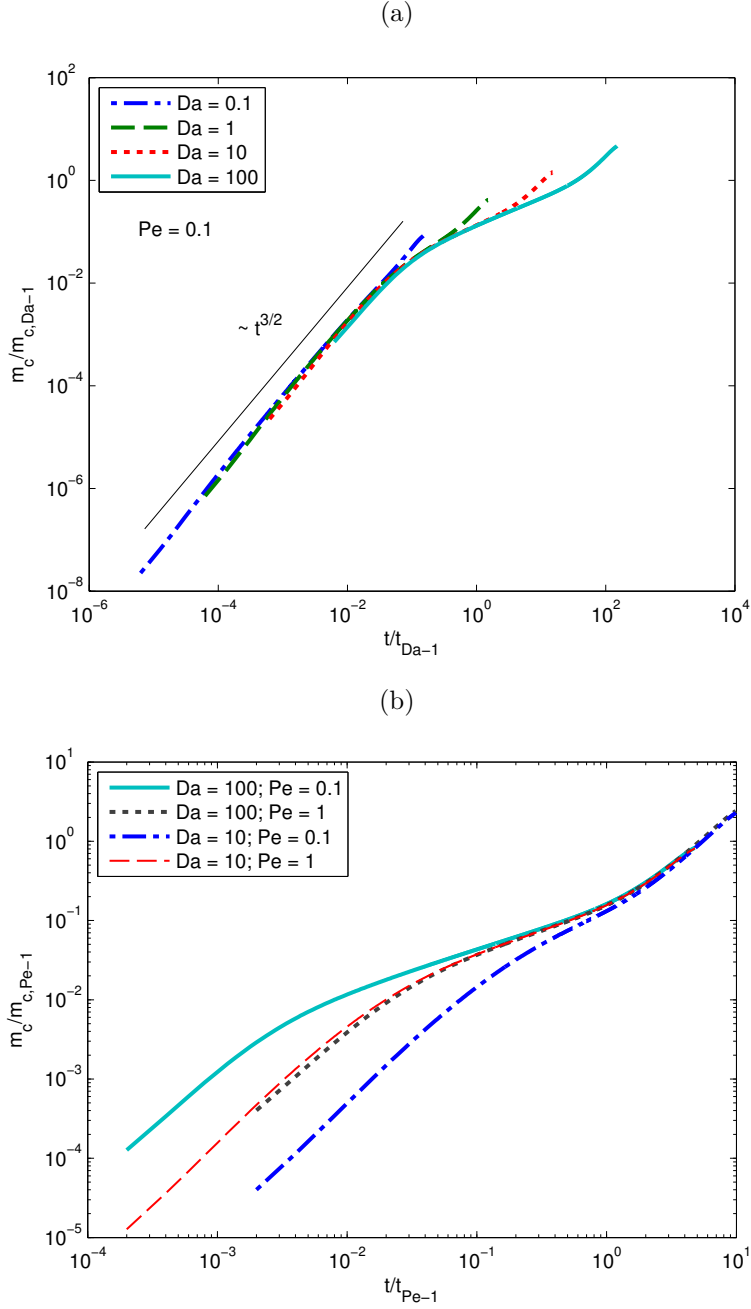 (a)
10^2
10^0
10^-2
10^-4
10^-6
10^-8
m_c/m_c,Da−1
Da = 0.1
Da = 1
Da = 10
Da = 100
Pe = 0.1
~ t^3/2
10^-6 10^-4 10^-2 10^0 10^2 10^4
t/t_Da−1
(b)
10^1
10^0
10^-1
10^-2
10^-3
10^-4
10^-5
m_c/m_c,Pe−1
Da = 100; Pe = 0.1
Da = 100; Pe = 1
Da = 10; Pe = 0.1
Da = 10; Pe = 1
10^-4 10^-3 10^-2 10^-1 10^0 10^1
t/t_Pe−1